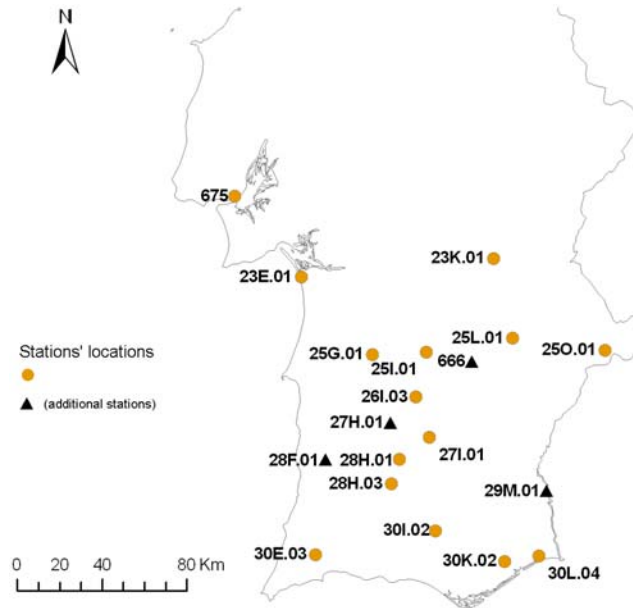 N
675
23K.01
23E.01
25L.01
25G.01
25I.01
666
25O.01
Stations' locations
(additional stations)
26I.03
27H.01
27I.01
28F.01
28H.01
28H.03
29M.01
30I.02
30E.03
30K.02
30L.04
0 20 40 80 Km